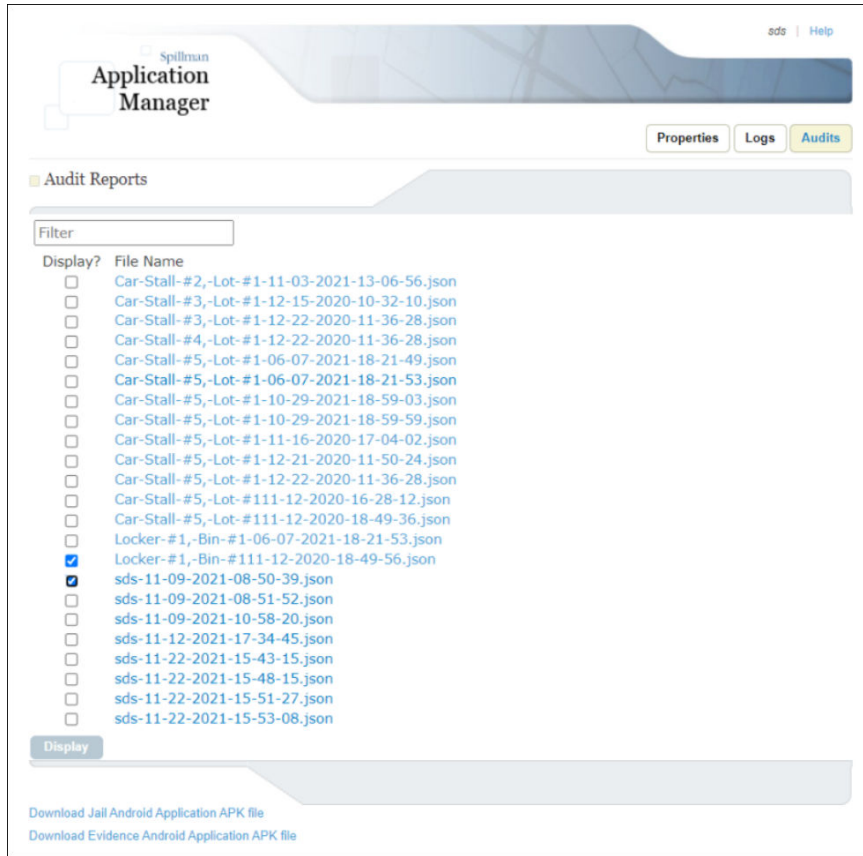 sds | Help
Spillman
Application
Manager
Properties Logs Audits
Audit Reports
Filter
Display? File Name
Car-Stall-#2,-Lot-#1-11-03-2021-13-06-56.json
Car-Stall-#3,-Lot-#1-12-15-2020-10-32-10.json
Car-Stall-#3,-Lot-#1-12-22-2020-11-36-28.json
Car-Stall-#4,-Lot-#1-12-22-2020-11-36-28.json
Car-Stall-#5,-Lot-#1-06-07-2021-18-21-49.json
Car-Stall-#5,-Lot-#1-06-07-2021-18-21-53.json
Car-Stall-#5,-Lot-#1-10-29-2021-18-59-03.json
Car-Stall-#5,-Lot-#1-10-29-2021-18-59-59.json
Car-Stall-#5,-Lot-#1-11-16-2020-17-04-02.json
Car-Stall-#5,-Lot-#1-12-21-2020-11-50-24.json
Car-Stall-#5,-Lot-#1-12-22-2020-11-36-28.json
Car-Stall-#5,-Lot-#111-12-2020-16-28-12.json
Car-Stall-#5,-Lot-#111-12-2020-18-49-36.json
Locker-#1,-Bin-#1-06-07-2021-18-21-53.json
Locker-#1,-Bin-#111-12-2020-18-49-56.json
sds-11-09-2021-08-50-39.json
sds-11-09-2021-08-51-52.json
sds-11-09-2021-10-58-20.json
sds-11-12-2021-17-34-45.json
sds-11-22-2021-15-43-15.json
sds-11-22-2021-15-48-15.json
sds-11-22-2021-15-51-27.json
sds-11-22-2021-15-53-08.json
Display
Download Jail Android Application APK file
Download Evidence Android Application APK file